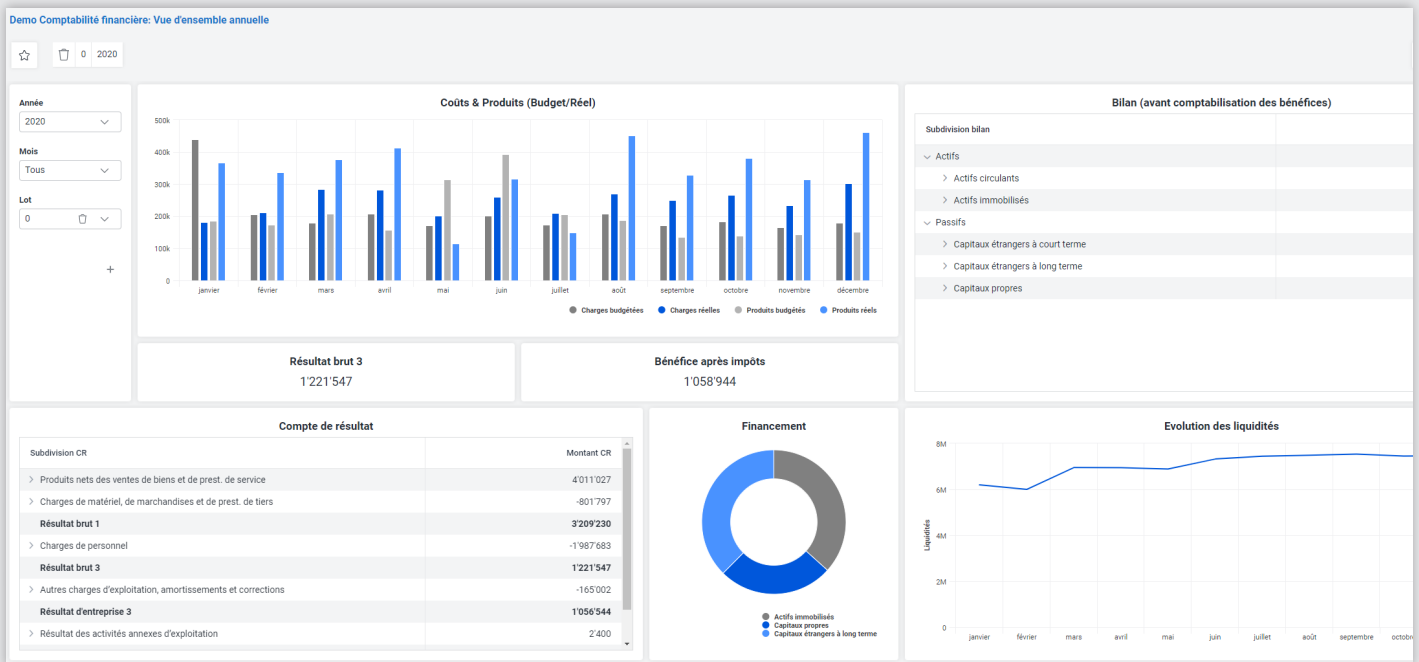 Demo Comptabilité financière: Vue d'ensemble annuelle
0 2020
Année
2020
Mois
Tous
Lot
0
+
Coûts & Produits (Budget/Réel)
500k
400k
300k
200k
100k
0
janvier février mars avril mai juin juillet août septembre octobre novembre décembre
Charges budgétées Charges réelles Produits budgétés Produits réels
Bilan (avant comptabilisation des bénéfices)
Subdivision bilan
Actifs
Actifs circulants
Actifs immobilisés
Passifs
Capitaux étrangers à court terme
Capitaux étrangers à long terme
Capitaux propres
Résultat brut 3
1'221'547
Bénéfice après impôts
1'058'944
Compte de résultat
Subdivision CR Montant CR
Produits nets des ventes de biens et de prest. de service 4'011'027
Charges de matériel, de marchandises et de prest. de tiers -801'797
Résultat brut 1 3'209'230
Charges de personnel -1'987'683
Résultat brut 3 1'221'547
Autres charges d'exploitation, amortissements et corrections -165'002
Résultat d'entreprise 3 1'056'544
Résultat des activités annexes d'exploitation 2'400
Financement
Actifs immobilisés
Capitaux propres
Capitaux étrangers à long terme
Evolution des liquidités
Liquidités
8M
6M
4M
2M
0
janvier février mars avril mai juin juillet août septembre